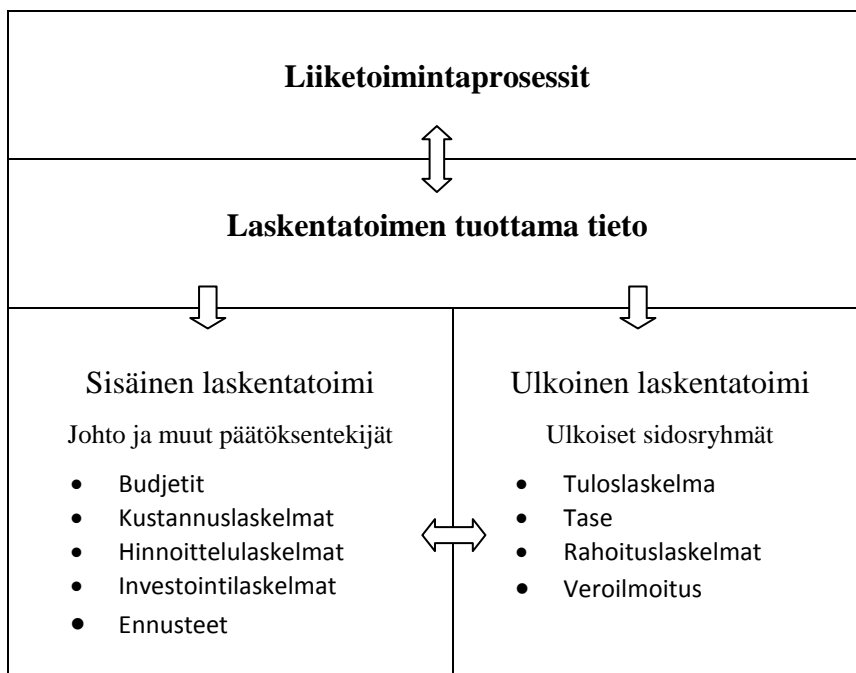 Liiketoimintaprosessit
Laskentatoimen tuottama tieto
Sisäinen laskentatoimi
Johto ja muut päätöksentekijät
• Budjetit
• Kustannuslaskelmat
• Hinnoittelulaskelmat
• Investointilaskelmat
• Ennusteet
Ulkoinen laskentatoimi
Ulkoiset sidosryhmät
• Tuloslaskelma
• Tase
• Rahoituslaskelmat
• Veroilmoitus